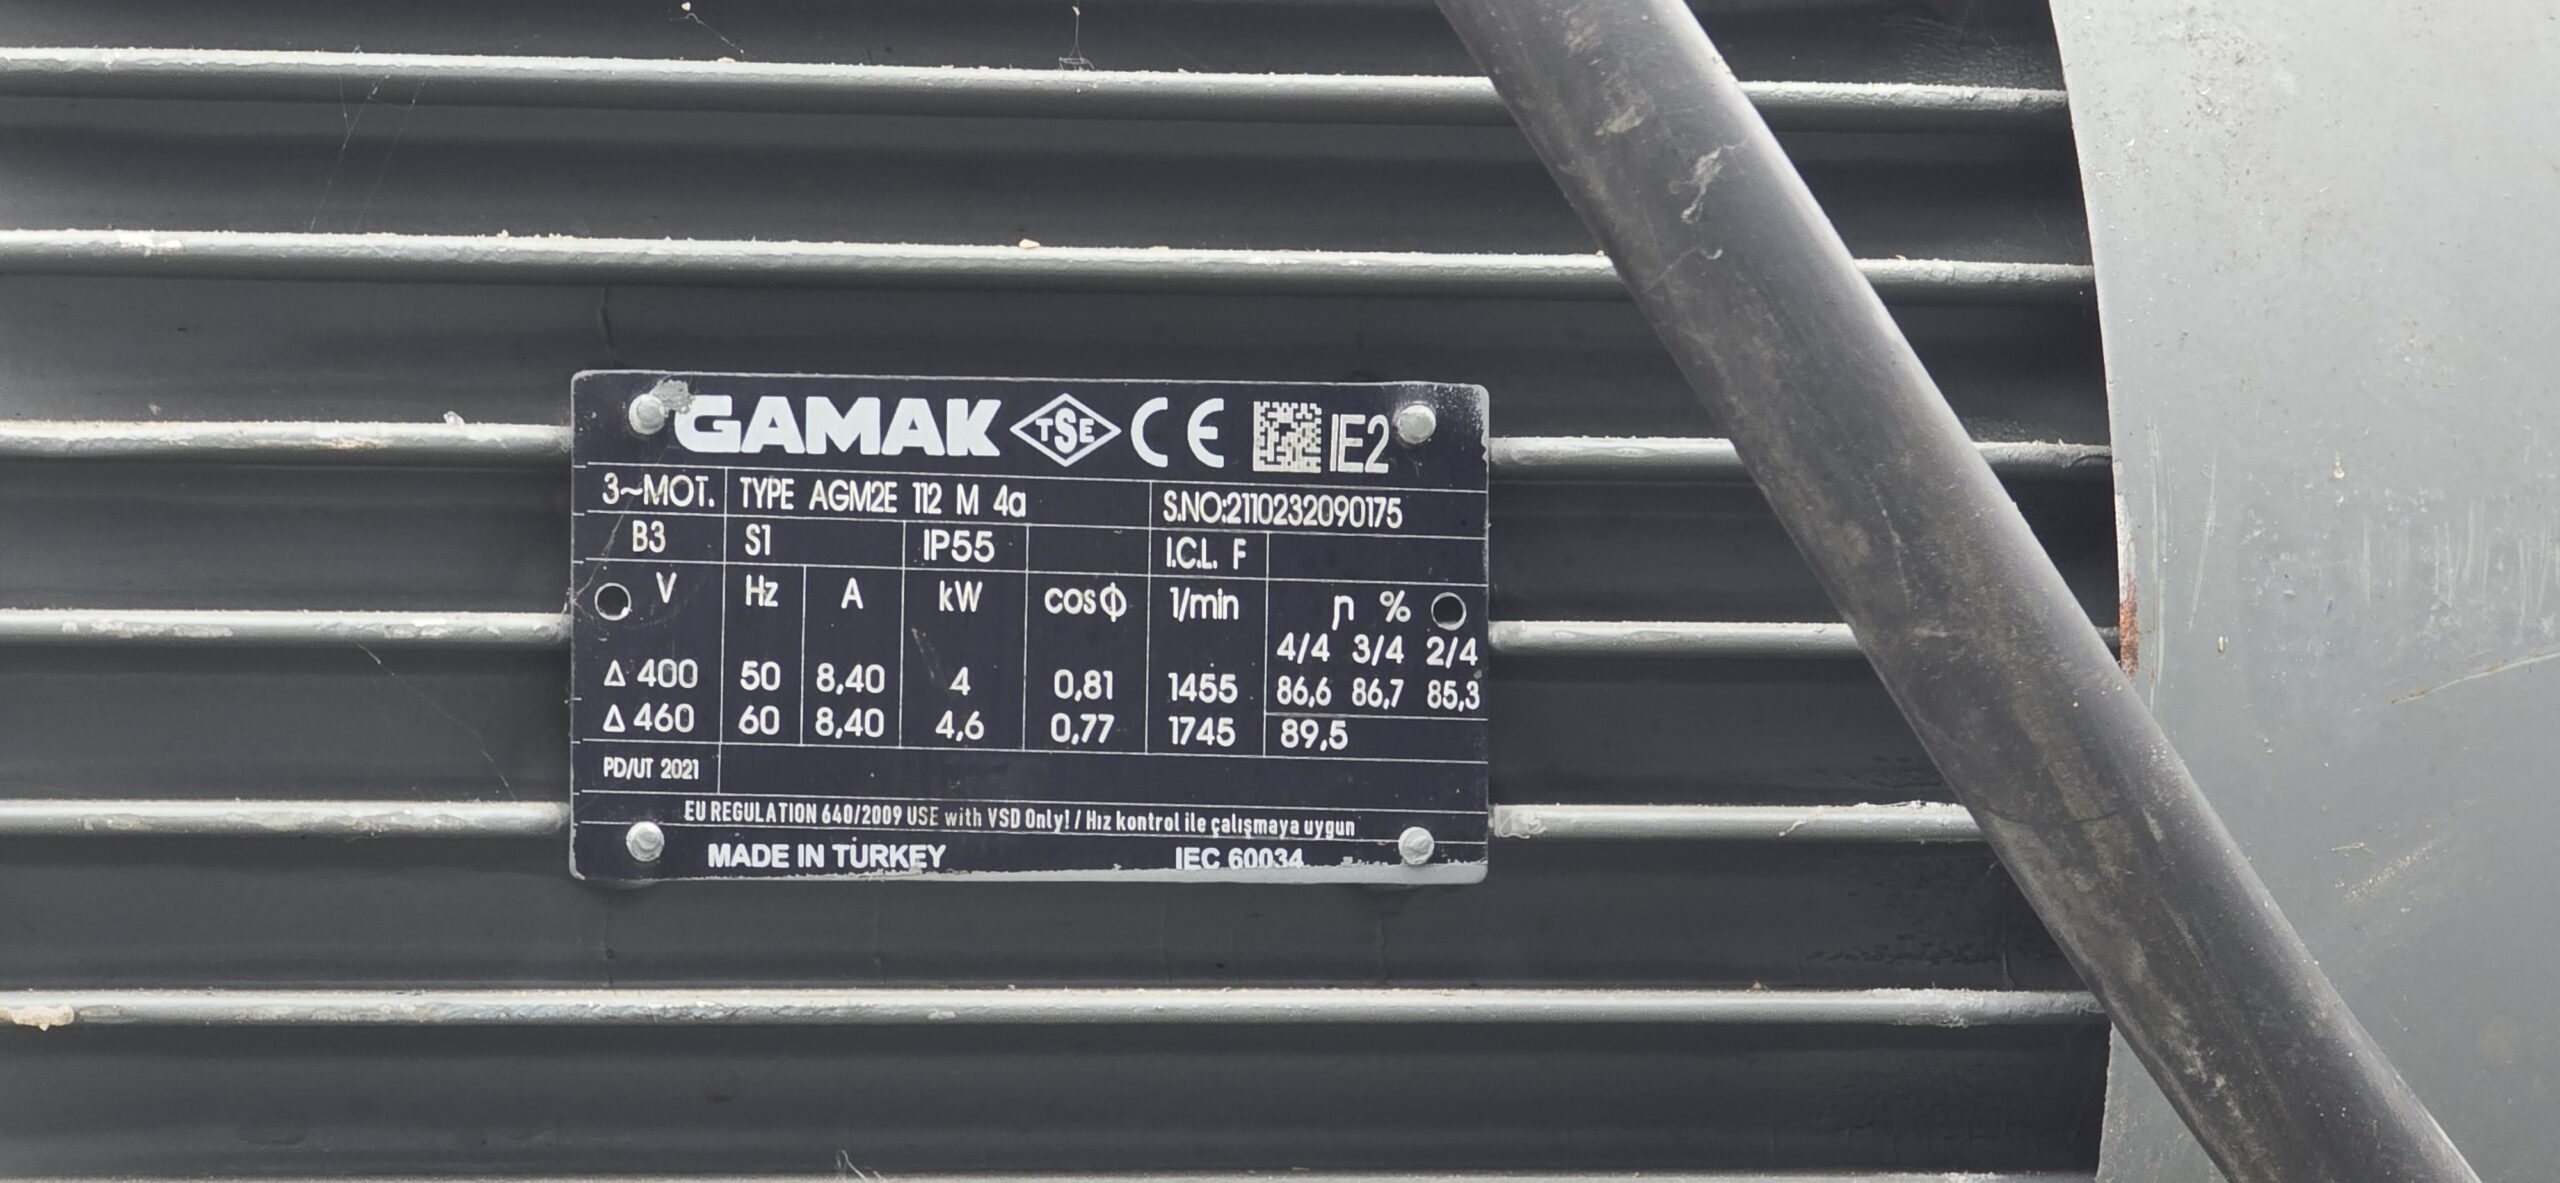 GAMAK TSE CE IE2
3~MOT. TYPE AGM2E 112 M 4a S.NO:2110232090175
B3 S1 IP55 I.C.L. F
V Hz A kW cosϕ 1/min η %
4/4 3/4 2/4
Δ 400 50 8,40 4 0,81 1455 86,6 86,7 85,3
Δ 460 60 8,40 4,6 0,77 1745 89,5
PD/UT 2021
EU REGULATION 640/2009 USE with VSD Only! / Hız kontrol ile çalışmaya uygun
MADE IN TURKEY IEC 60034